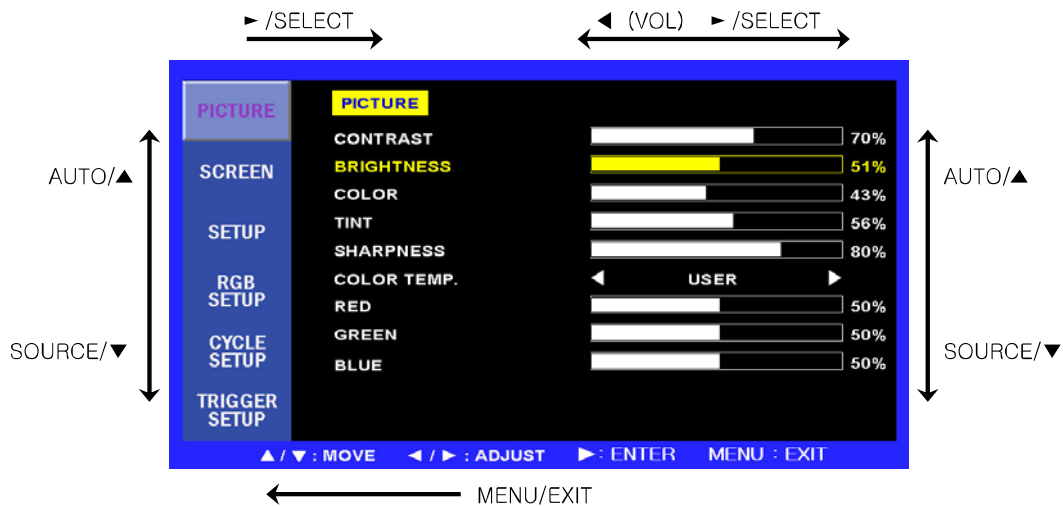 ► /SELECT
◀ (VOL) ► /SELECT
AUTO/▲
SOURCE/▼
PICTURE
SCREEN
SETUP
RGB
SETUP
CYCLE
SETUP
TRIGGER
SETUP
PICTURE
CONTRAST 70%
BRIGHTNESS 51%
COLOR 43%
TINT 56%
SHARPNESS 80%
COLOR TEMP. ◀ USER ▶
RED 50%
GREEN 50%
BLUE 50%
▲ / ▼ : MOVE ◀ / ▶ : ADJUST ▶ : ENTER MENU : EXIT
AUTO/▲
SOURCE/▼
MENU/EXIT